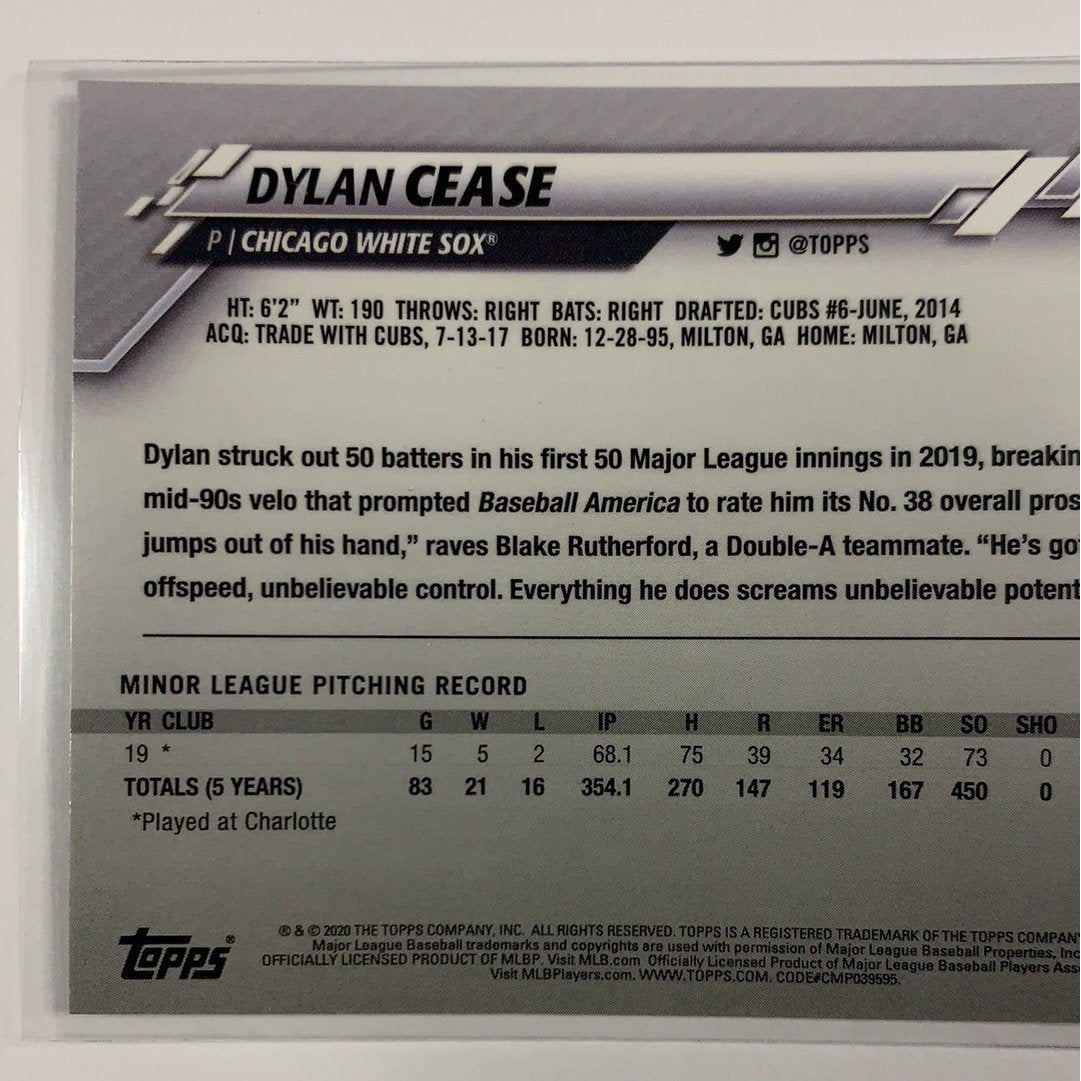 DYLAN CEASE
P | CHICAGO WHITE SOX®
@TOPPS
HT: 6'2" WT: 190 THROWS: RIGHT BATS: RIGHT DRAFTED: CUBS #6-JUNE, 2014
ACQ: TRADE WITH CUBS, 7-13-17 BORN: 12-28-95, MILTON, GA HOME: MILTON, GA
Dylan struck out 50 batters in his first 50 Major League innings in 2019, breakin
mid-90s velo that prompted Baseball America to rate him its No. 38 overall pros
jumps out of his hand,” raves Blake Rutherford, a Double-A teammate. “He's go
offspeed, unbelievable control. Everything he does screams unbelievable potent
MINOR LEAGUE PITCHING RECORD
YR CLUB G W L IP H R ER BB SO SHO
19 * 15 5 2 68.1 75 39 34 32 73 0
TOTALS (5 YEARS) 83 21 16 354.1 270 147 119 167 450 0
*Played at Charlotte
topps®
® & © 2020 THE TOPPS COMPANY, INC. ALL RIGHTS RESERVED. TOPPS IS A REGISTERED TRADEMARK OF THE TOPPS COMPANY
Major League Baseball trademarks and copyrights are used with permission of Major League Baseball Properties, Inc
OFFICIALLY LICENSED PRODUCT OF MLBP. Visit MLB.com Officially Licensed Product of Major League Baseball Players Ass
Visit MLBPlayers.com. WWW.TOPPS.COM. CODE#CMP039595.